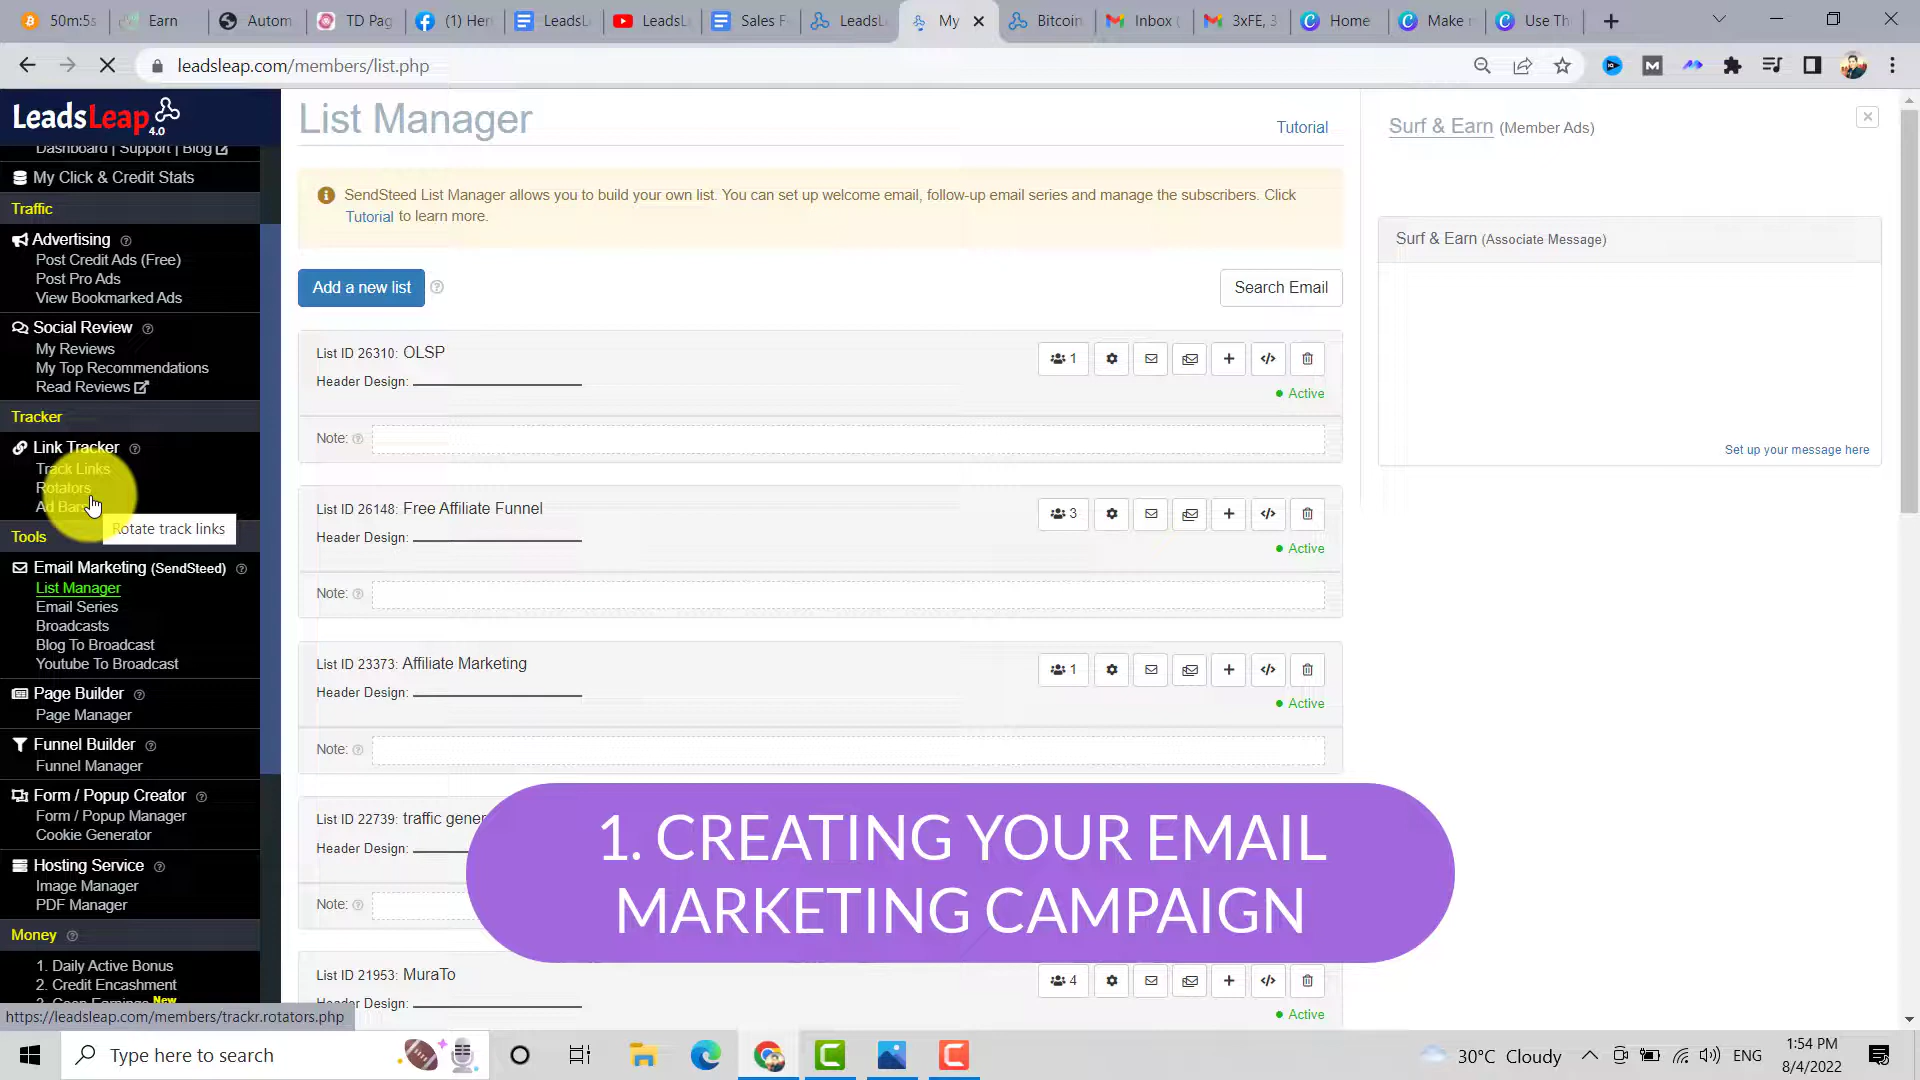 50m:5s
Earn
Autom
TD Pag
(1) Her
LeadsL
LeadsL
Sales F
LeadsL
My
Bitcoin
Inbox (
3xFE, 3
Home
Make
Use Th
leadsleap.com/members/list.php
LeadsLeap 4.0
Dashboard | Support | Blog
My Click & Credit Stats
Traffic
Advertising
Post Credit Ads (Free)
Post Pro Ads
View Bookmarked Ads
Social Review
My Reviews
My Top Recommendations
Read Reviews
Tracker
Link Tracker
Track Links
Rotators
Ad Bars
Rotate track links
Tools
Email Marketing (SendSteed)
List Manager
Email Series
Broadcasts
Blog To Broadcast
Youtube To Broadcast
Page Builder
Page Manager
Funnel Builder
Funnel Manager
Form / Popup Creator
Form / Popup Manager
Cookie Generator
Hosting Service
Image Manager
PDF Manager
Money
1. Daily Active Bonus
2. Credit Encashment
New
https://leadsleap.com/members/trackr.rotators.php
List Manager
Tutorial
SendSteed List Manager allows you to build your own list. You can set up welcome email, follow-up email series and manage the subscribers. Click
Tutorial to learn more.
Add a new list
Search Email
List ID 26310: OLSP
1
Header Design:
Active
Note:
List ID 26148: Free Affiliate Funnel
3
Header Design:
Active
Note:
List ID 23373: Affiliate Marketing
1
Header Design:
Active
Note:
List ID 22739: traffic gener
Header Design:
Note:
List ID 21953: MuraTo
4
Header Design:
Active
Surf & Earn (Member Ads)
Surf & Earn (Associate Message)
Set up your message here
1. CREATING YOUR EMAIL
MARKETING CAMPAIGN
Type here to search
30°C Cloudy
ENG
1:54 PM
8/4/2022